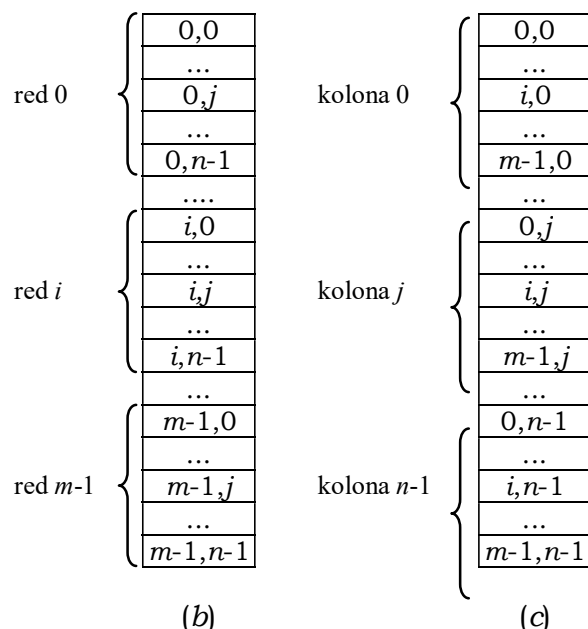 0,0
...
red 0
0,j
...
0,n-1
....
i,0
...
red i
i,j
...
i,n-1
...
m-1,0
...
red m-1
m-1,j
...
m-1,n-1
(b)
0,0
...
kolona 0
i,0
...
m-1,0
...
0,j
...
kolona j
i,j
...
m-1,j
...
0,n-1
...
kolona n-1
i,n-1
...
m-1,n-1
(c)